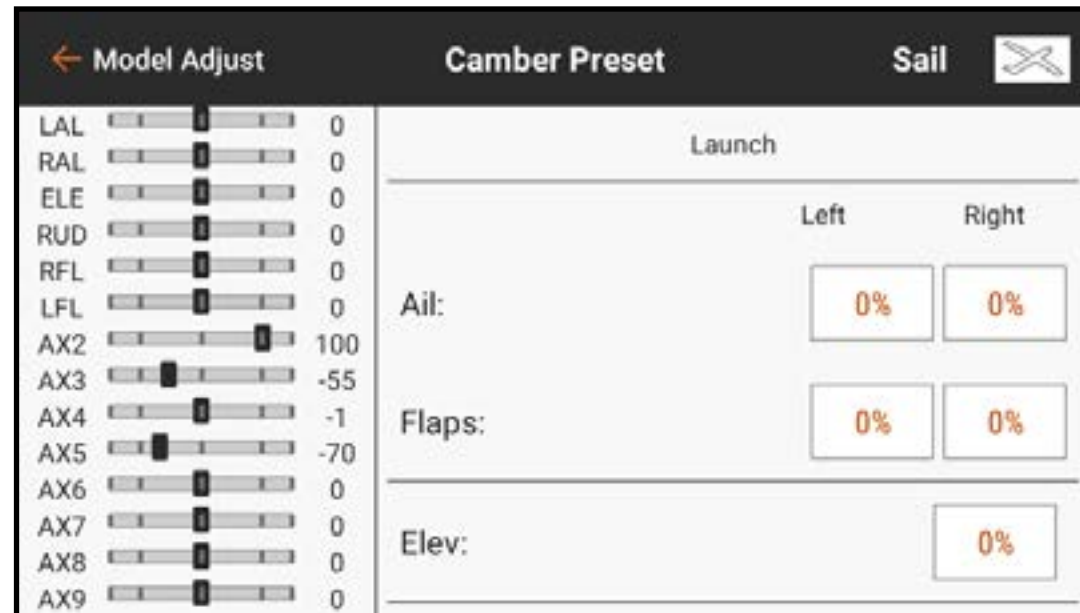 ← Model Adjust Camber Preset Sail
LAL 0
RAL 0
ELE 0
RUD 0
RFL 0
LFL 0
AX2 100
AX3 -55
AX4 -1
AX5 -70
AX6 0
AX7 0
AX8 0
AX9 0
Launch
Left Right
Ail: 0% 0%
Flaps: 0% 0%
Elev: 0%